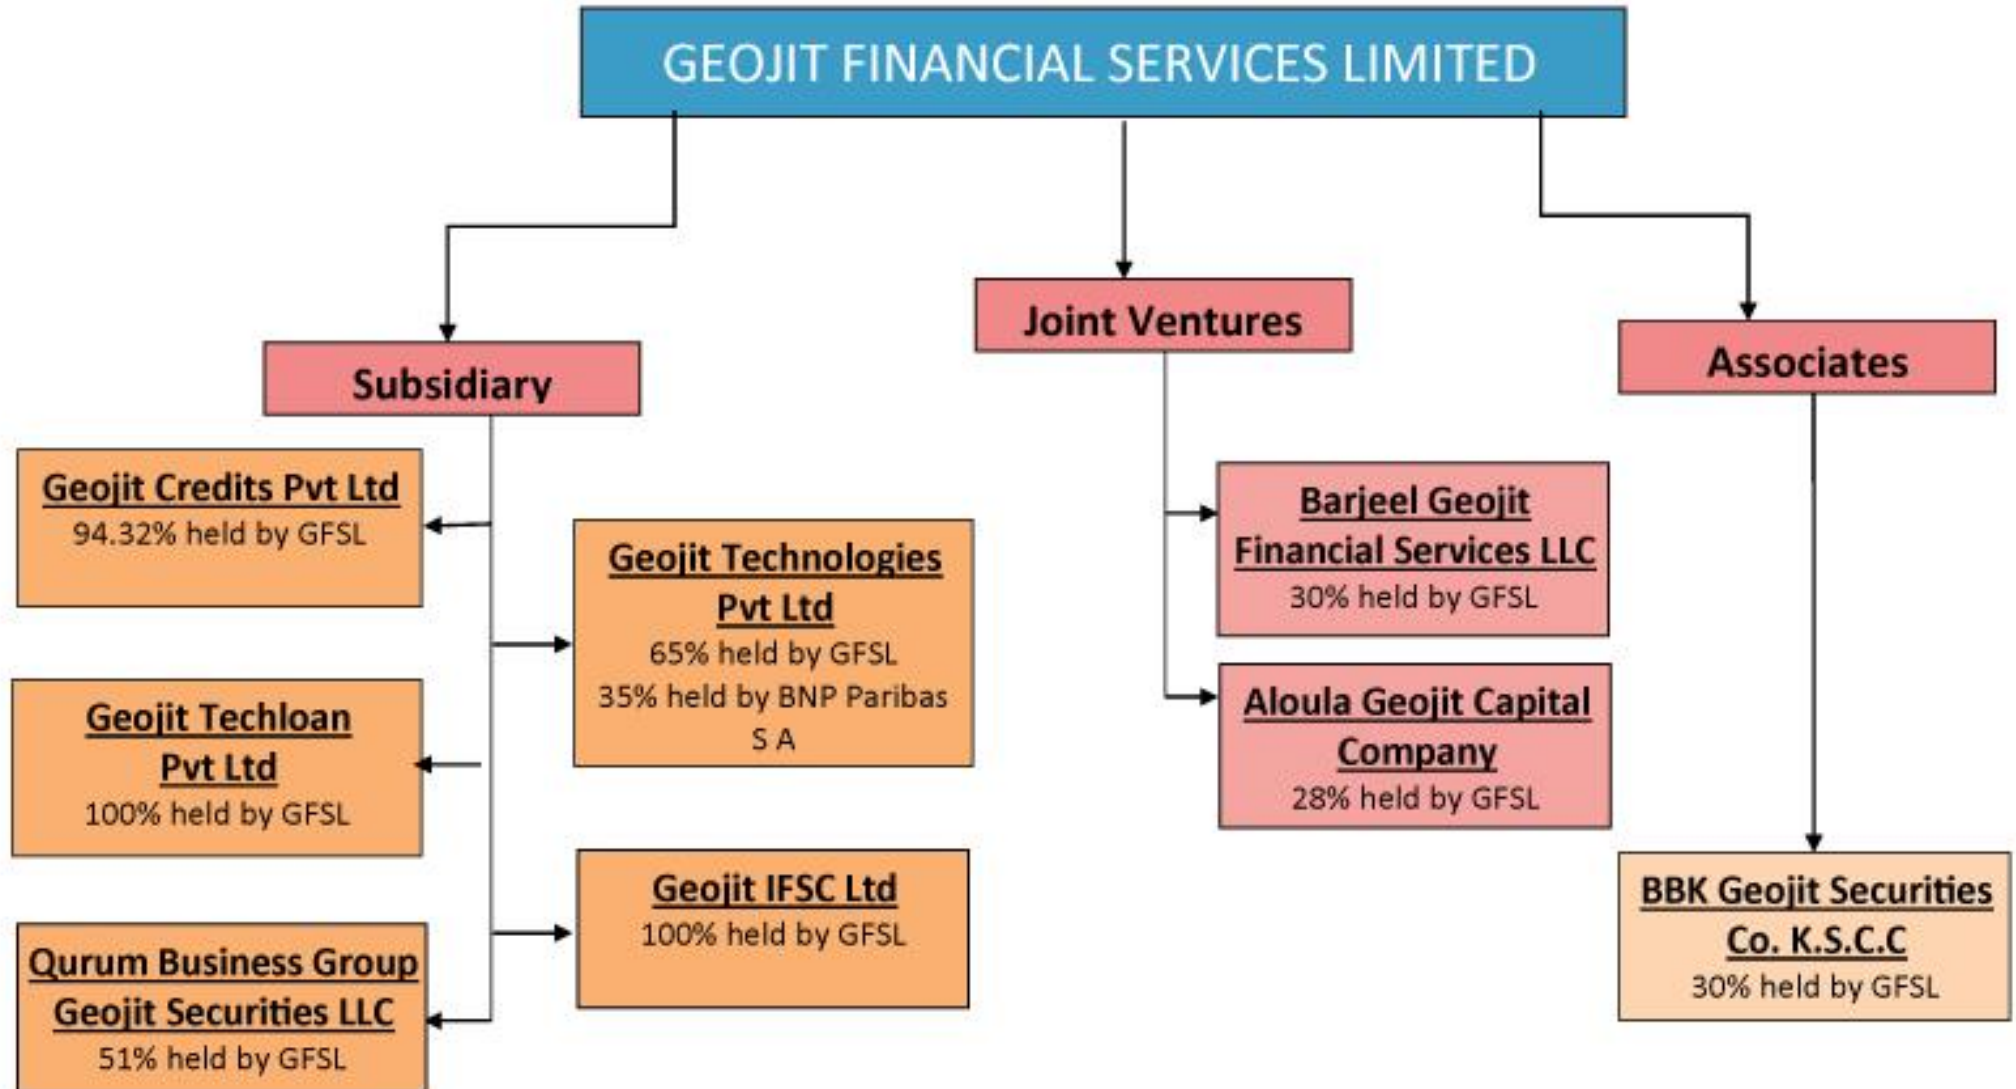 GEOJIT FINANCIAL SERVICES LIMITED
Subsidiary
Geojit Credits Pvt Ltd
94.32% held by GFSL
Geojit Technologies
Pvt Ltd
65% held by GFSL
35% held by BNP Paribas
S A
Geojit Techloan
Pvt Ltd
100% held by GFSL
Geojit IFSC Ltd
100% held by GFSL
Qurum Business Group
Geojit Securities LLC
51% held by GFSL
Joint Ventures
Barjeel Geojit
Financial Services LLC
30% held by GFSL
Aloula Geojit Capital
Company
28% held by GFSL
Associates
BBK Geojit Securities
Co. K.S.C.C
30% held by GFSL